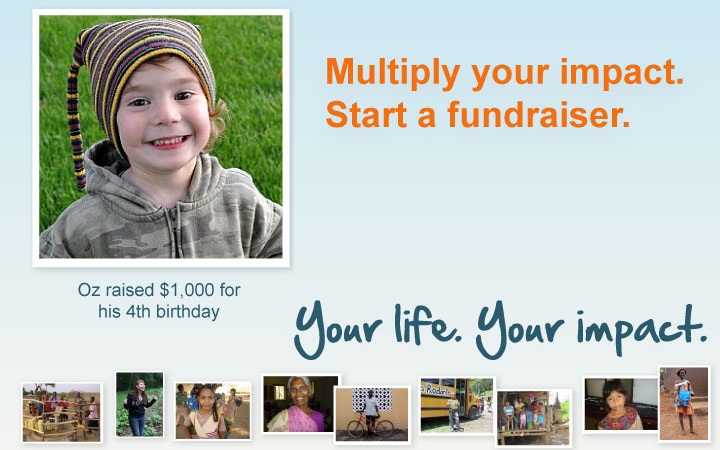 Multiply your impact.
Start a fundraiser.
Oz raised $1,000 for
his 4th birthday
Your life. Your impact.